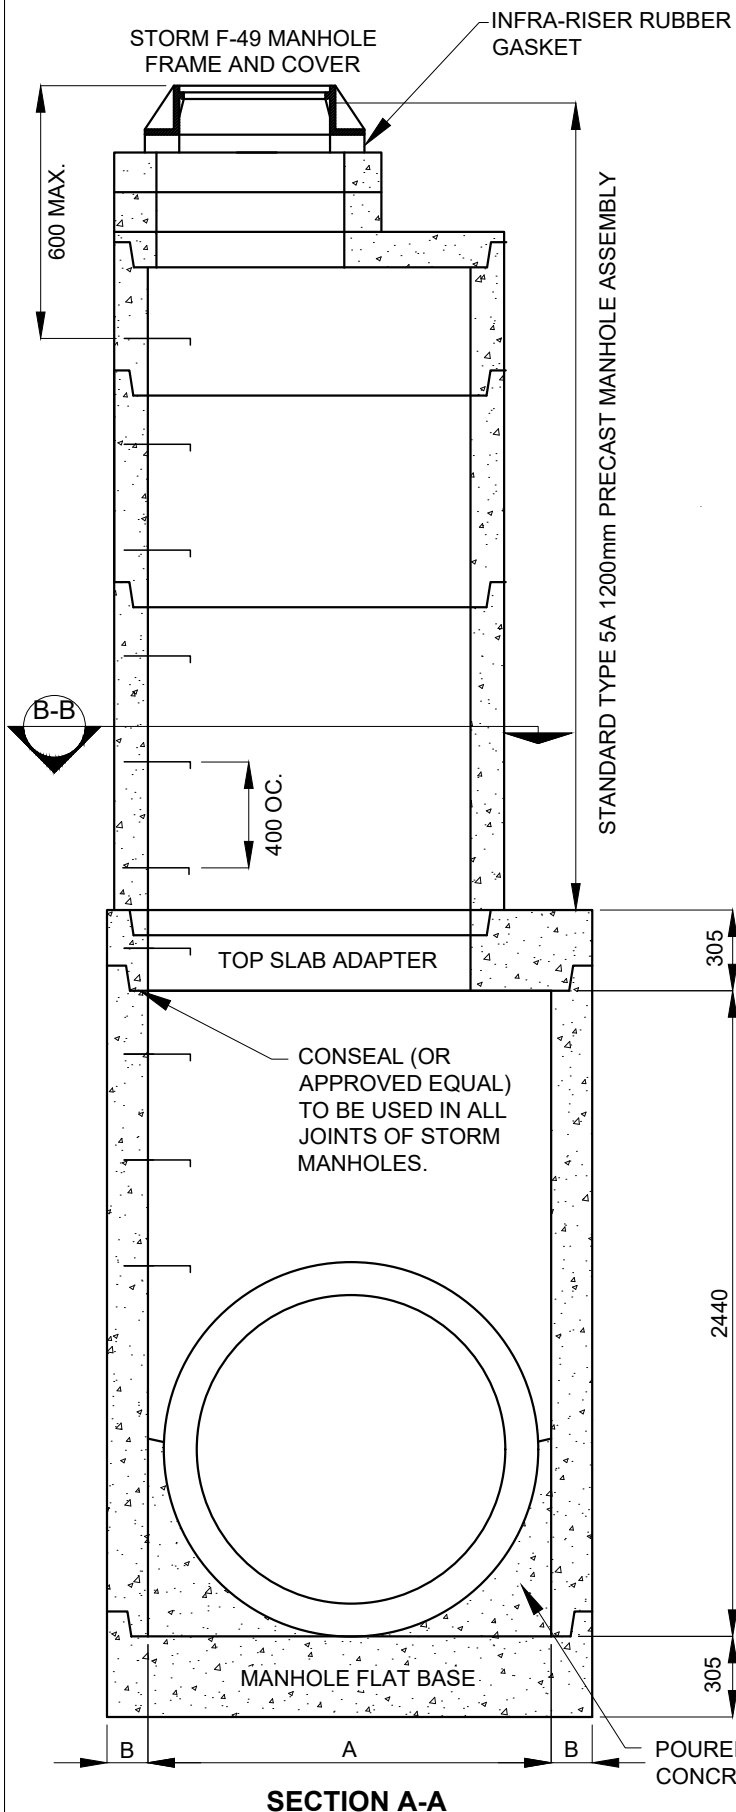 INFRA-RISER RUBBER
GASKET
STORM F-49 MANHOLE
FRAME AND COVER
600 MAX.
STANDARD TYPE 5A 1200mm PRECAST MANHOLE ASSEMBLY
B-B
400 OC.
305
TOP SLAB ADAPTER
CONSEAL (OR
APPROVED EQUAL)
TO BE USED IN ALL
JOINTS OF STORM
MANHOLES.
2440
MANHOLE FLAT BASE
305
B
A
B
POURE
CONCR
SECTION A-A